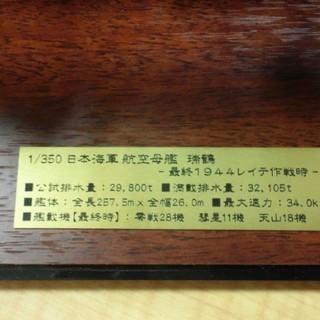 1/350 日本海軍 航空母艦 瑞鶴
-最終1944レイテ作戦時-
■公試排水量：29,800t ■満載排水量：32,105t
■艦体：全長257.5m×全幅26.0m ■最大速力：34.0k
■艦載機【最終時】：零戦28機 彗星11機 天山18機